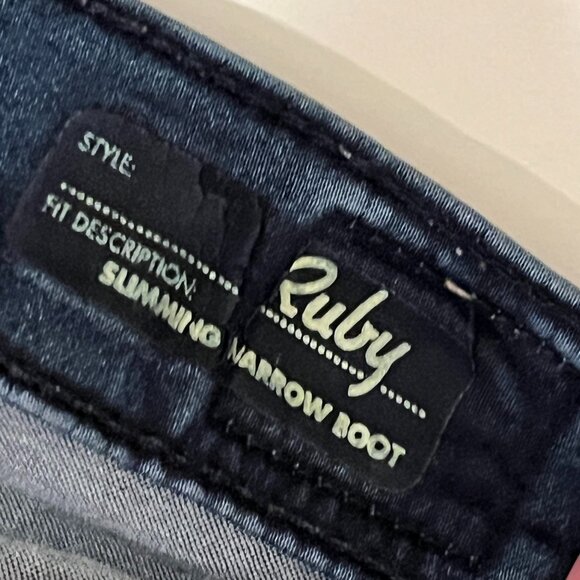 STYLE: Ruby
FIT DESCRIPTION:
SLIMMING NARROW BOOT